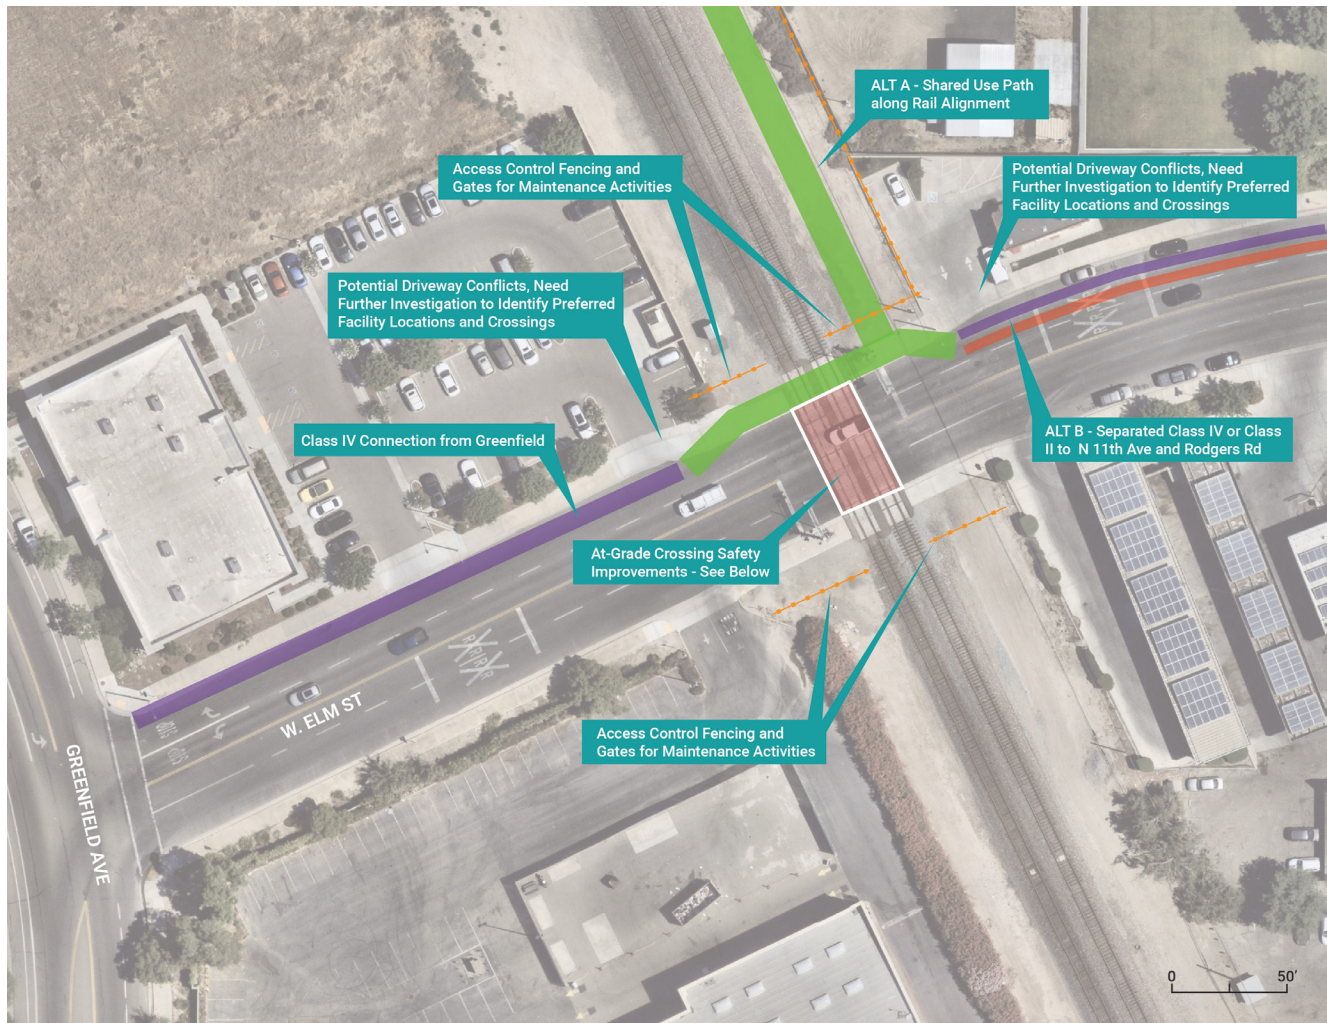 ALT A - Shared Use Path
along Rail Alignment
Access Control Fencing and
Gates for Maintenance Activities
Potential Driveway Conflicts, Need
Further Investigation to Identify Preferred
Facility Locations and Crossings
Potential Driveway Conflicts, Need
Further Investigation to Identify Preferred
Facility Locations and Crossings
Class IV Connection from Greenfield
ALT B - Separated Class IV or Class
II to N 11th Ave and Rodgers Rd
At-Grade Crossing Safety
Improvements - See Below
W. ELM ST
Access Control Fencing and
Gates for Maintenance Activities
GREENFIELD AVE
0 50’